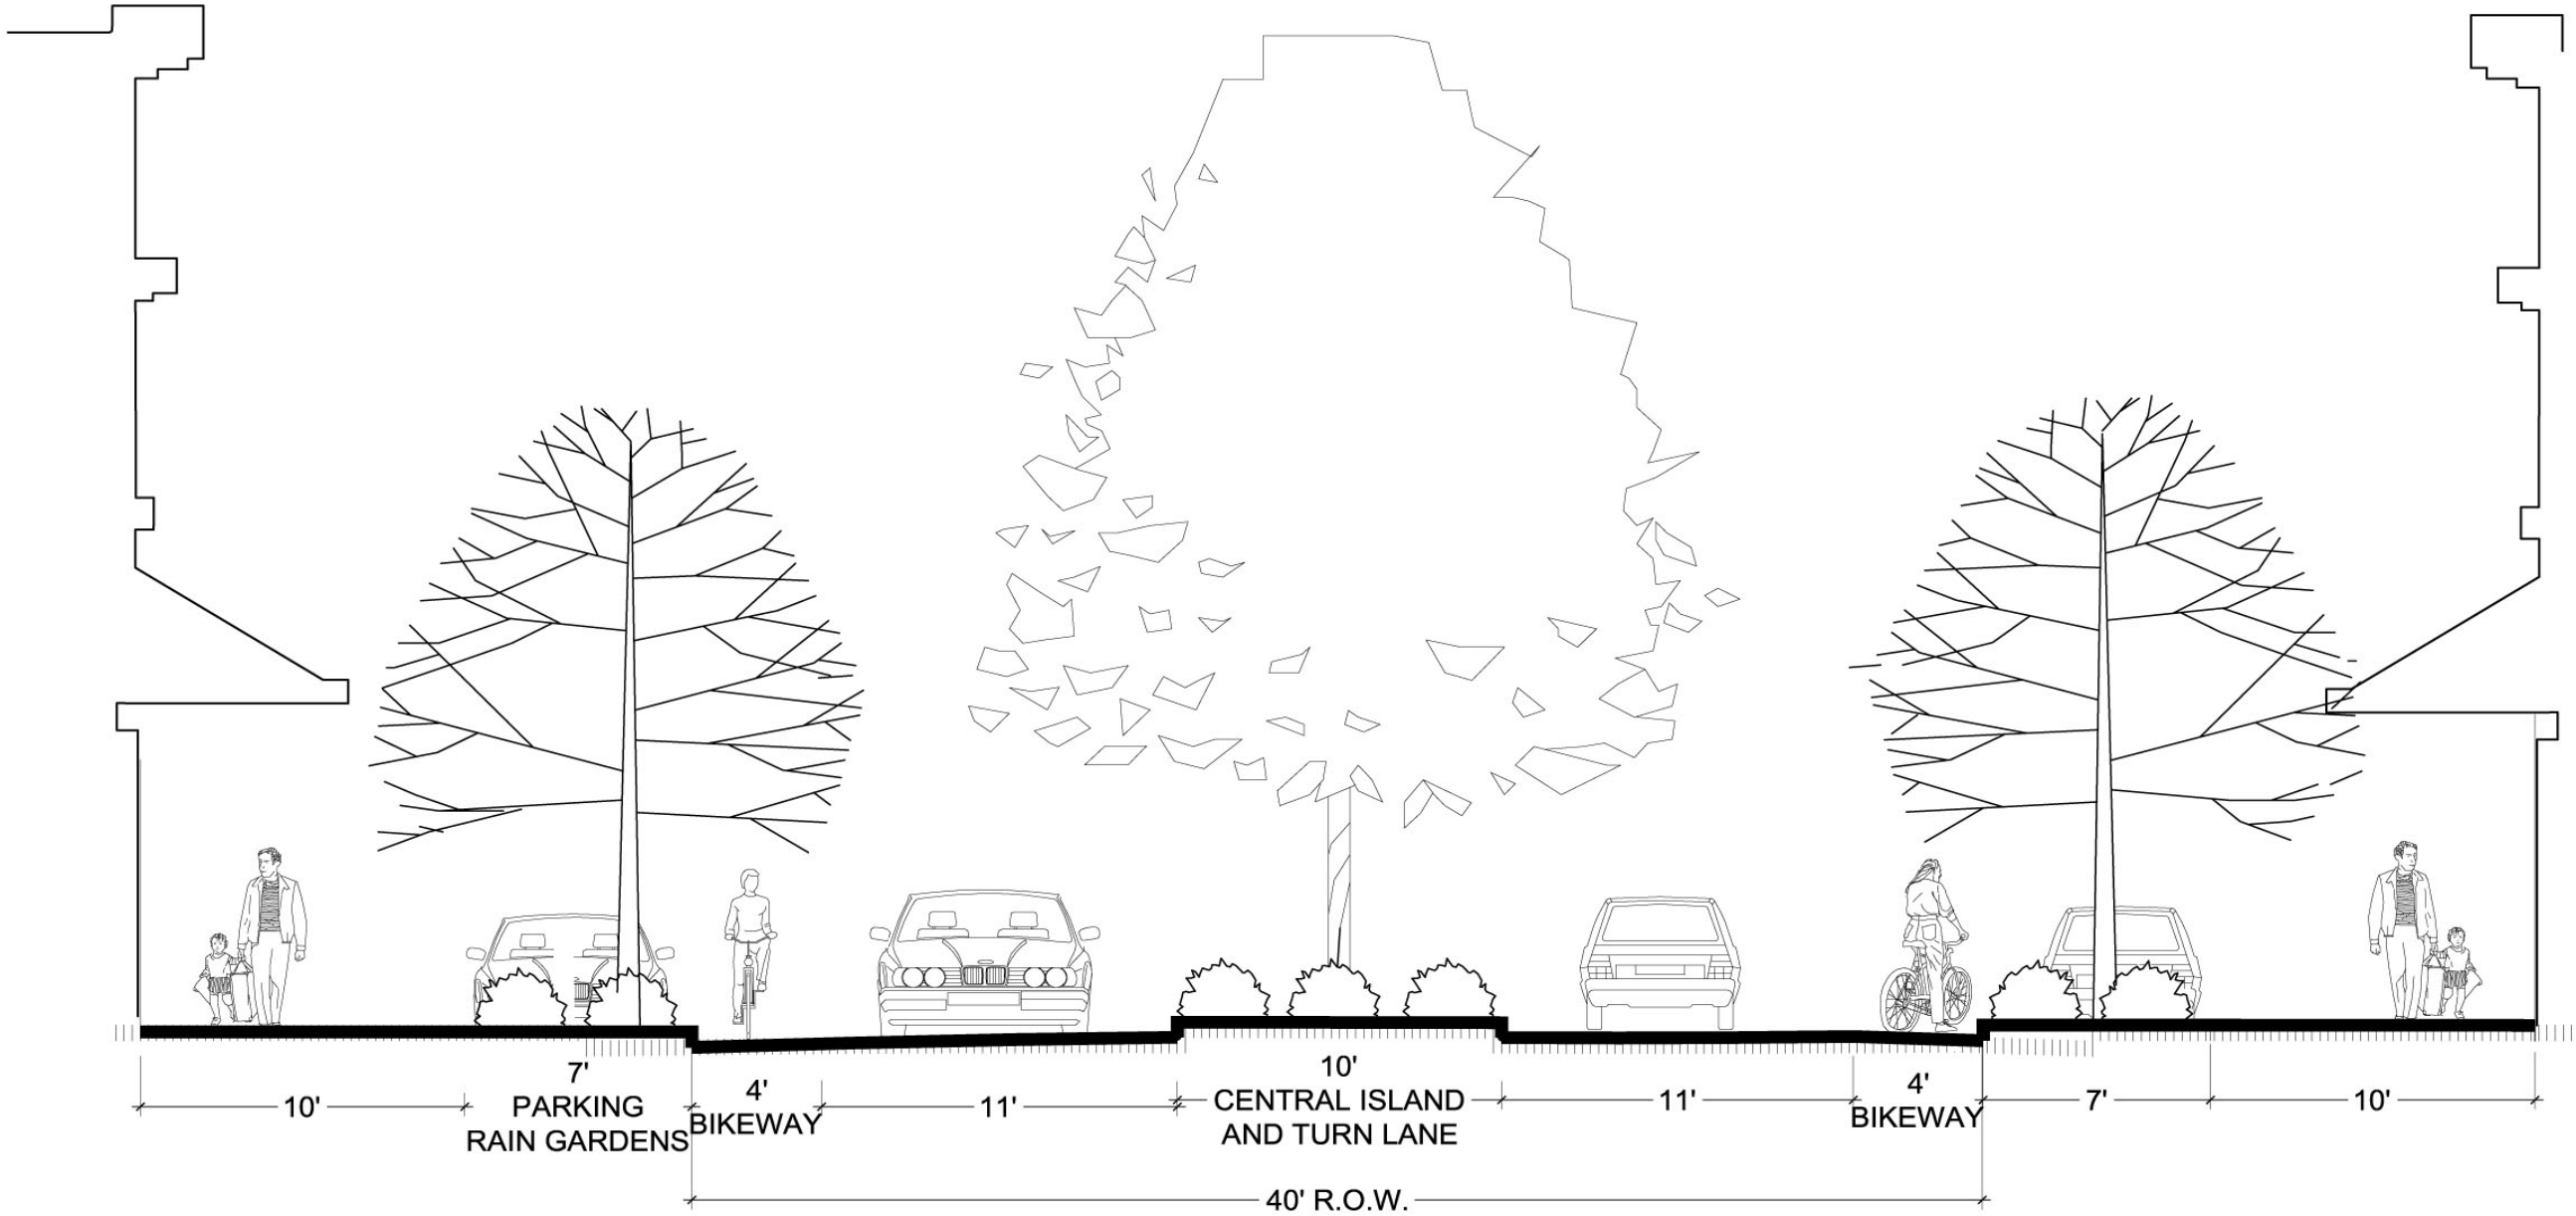 10'
7'
PARKING
RAIN GARDENS
4'
BIKEWAY
11'
10'
CENTRAL ISLAND
AND TURN LANE
11'
4'
BIKEWAY
7'
10'
40' R.O.W.